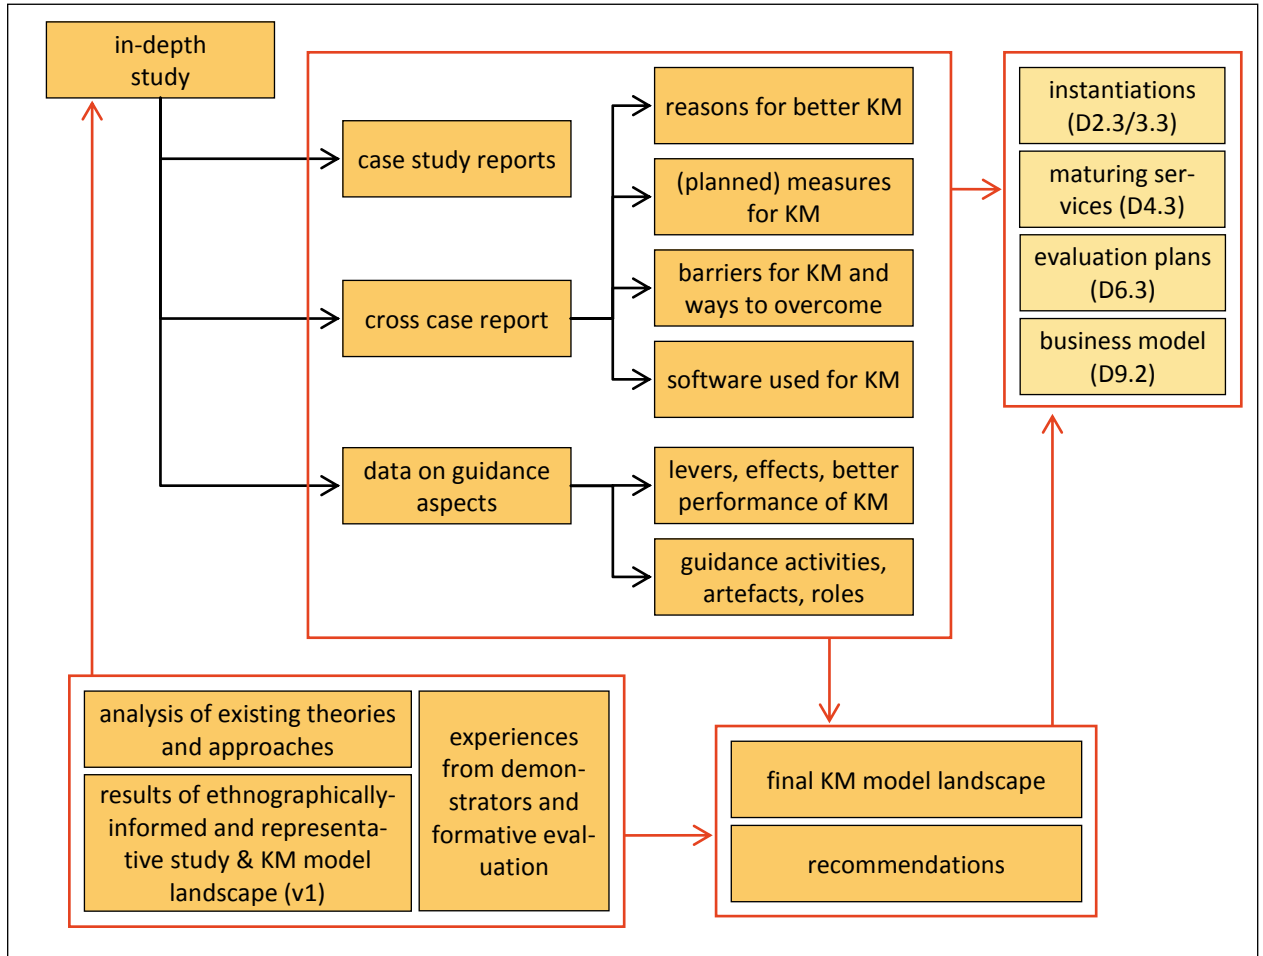 in-depth
study
case study reports
cross case report
data on guidance
aspects
reasons for better KM
(planned) measures
for KM
barriers for KM and
ways to overcome
software used for KM
levers, effects, better
performance of KM
guidance activities,
artefacts, roles
instantiations
(D2.3/3.3)
maturing ser-
vices (D4.3)
evaluation plans
(D6.3)
business model
(D9.2)
analysis of existing theories
and approaches
results of ethnographically-
informed and representa-
tive study & KM model
landscape (v1)
experiences
from demon-
strators and
formative eval-
uation
final KM model landscape
recommendations